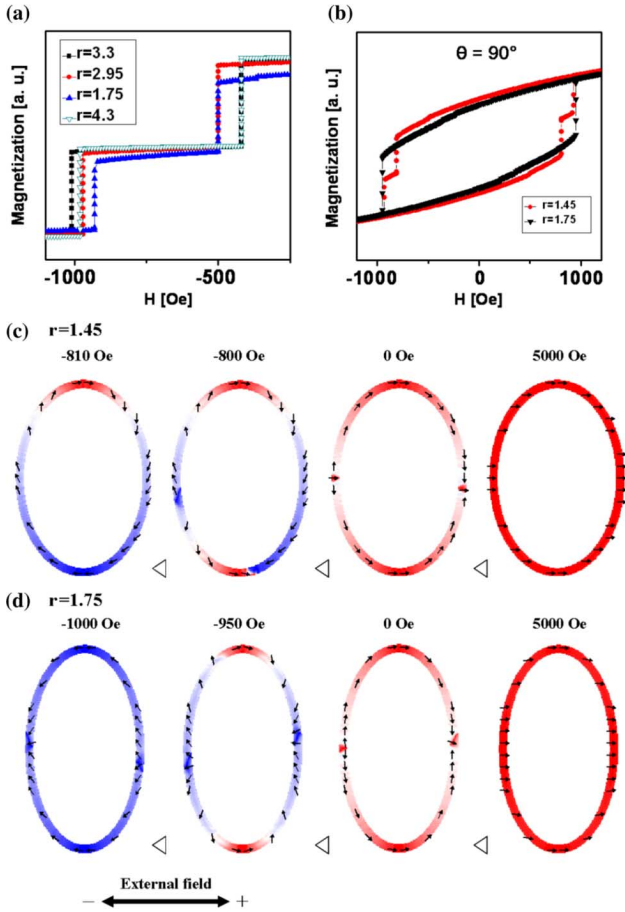 (a)
Magnetization [a. u.]
r=3.3
r=2.95
r=1.75
r=4.3
-1000
-500
H [Oe]
(b)
Magnetization [a. u.]
θ = 90°
r=1.45
r=1.75
-1000
0
1000
H [Oe]
(c) r=1.45
-810 Oe
-800 Oe
0 Oe
5000 Oe
(d) r=1.75
-1000 Oe
-950 Oe
0 Oe
5000 Oe
External field
− +